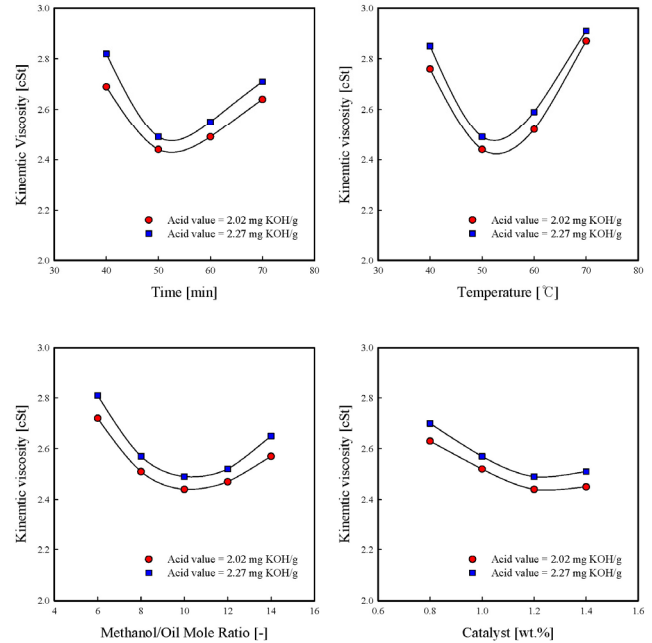 3.0
2.8
2.6
2.4
2.2
2.0
Kinemtic Viscosity [cSt]
Acid value = 2.02 mg KOH/g
Acid value = 2.27 mg KOH/g
30 40 50 60 70 80
Time [min]
3.0
2.8
2.6
2.4
2.2
2.0
Kinemtic Viscosity [cSt]
Acid value = 2.02 mg KOH/g
Acid value = 2.27 mg KOH/g
30 40 50 60 70 80
Temperature [℃]
3.0
2.8
2.6
2.4
2.2
2.0
Kinemtic viscosity [cSt]
Acid value = 2.02 mg KOH/g
Acid value = 2.27 mg KOH/g
4 6 8 10 12 14 16
Methanol/Oil Mole Ratio [-]
3.0
2.8
2.6
2.4
2.2
2.0
Kinemtic viscosity [cSt]
Acid value = 2.02 mg KOH/g
Acid value = 2.27 mg KOH/g
0.6 0.8 1.0 1.2 1.4 1.6
Catalyst [wt.%]